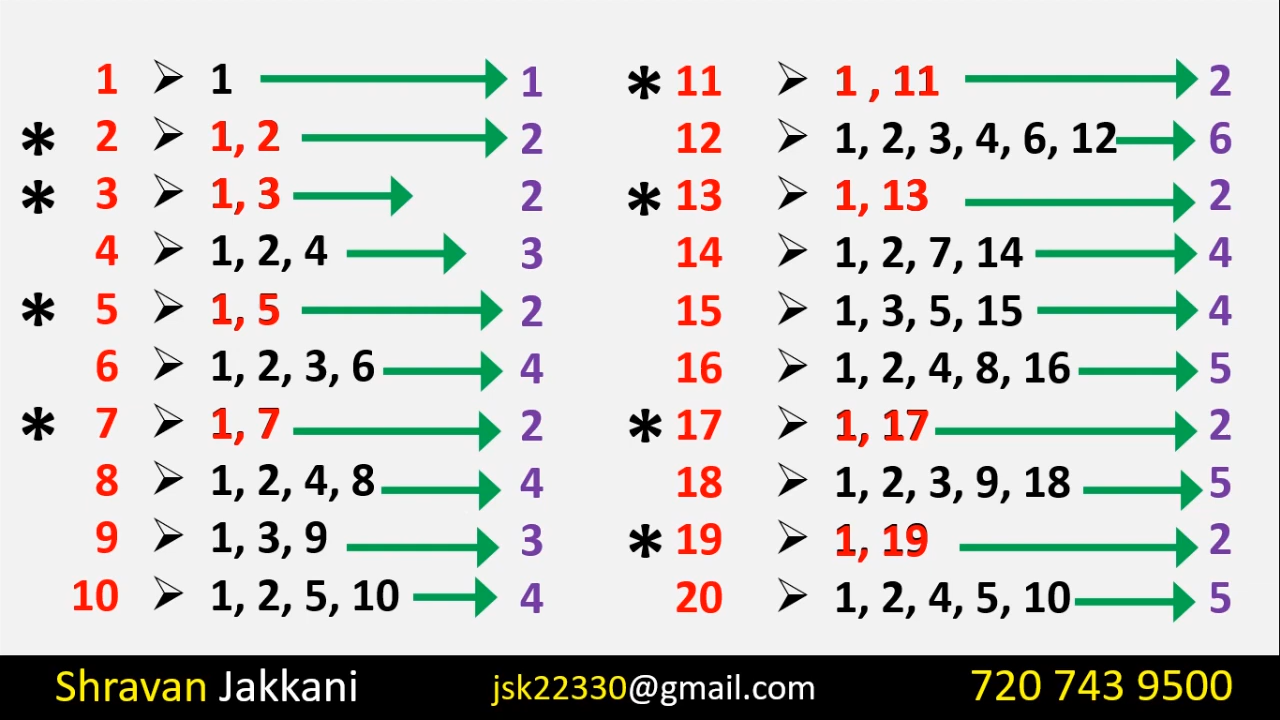 1 ➢ 1 1
* 2 ➢ 1, 2 2
* 3 ➢ 1, 3 2
4 ➢ 1, 2, 4 3
* 5 ➢ 1, 5 2
6 ➢ 1, 2, 3, 6 4
* 7 ➢ 1, 7 2
8 ➢ 1, 2, 4, 8 4
9 ➢ 1, 3, 9 3
10 ➢ 1, 2, 5, 10 4
* 11 ➢ 1 , 11 2
12 ➢ 1, 2, 3, 4, 6, 12 6
* 13 ➢ 1, 13 2
14 ➢ 1, 2, 7, 14 4
15 ➢ 1, 3, 5, 15 4
16 ➢ 1, 2, 4, 8, 16 5
* 17 ➢ 1, 17 2
18 ➢ 1, 2, 3, 9, 18 5
* 19 ➢ 1, 19 2
20 ➢ 1, 2, 4, 5, 10 5
Shravan Jakkani jsk22330@gmail.com 720 743 9500